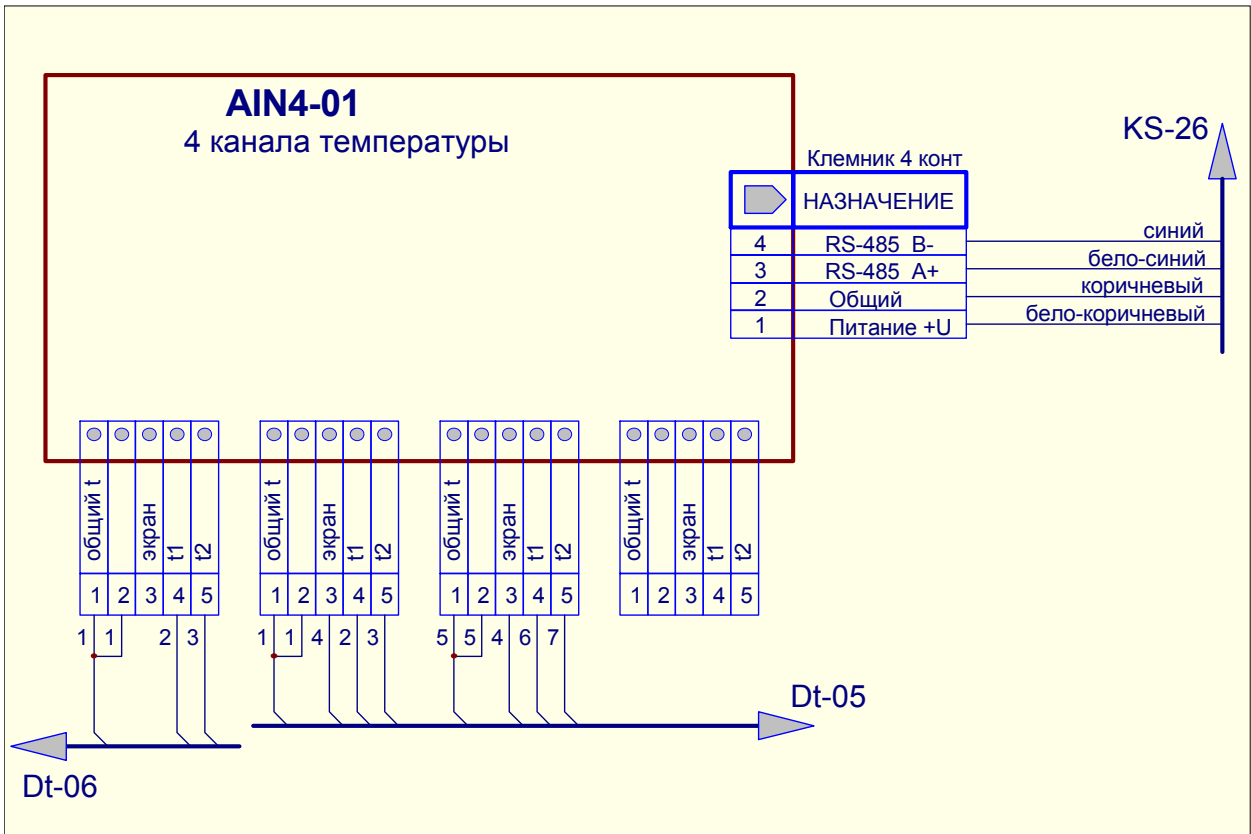 AIN4-01
4 канала температуры
KS-26
Клемник 4 конт
НАЗНАЧЕНИЕ
4 RS-485 B- синий
3 RS-485 A+ бело-синий
2 Общий коричневый
1 Питание +U бело-коричневый
общий t экран t1 t2
1 2 3 4 5
1 1 2 3
общий t экран t1 t2
1 2 3 4 5
1 1 4 2 3
общий t экран t1 t2
1 2 3 4 5
5 5 4 6 7
общий t экран t1 t2
1 2 3 4 5
Dt-05
Dt-06